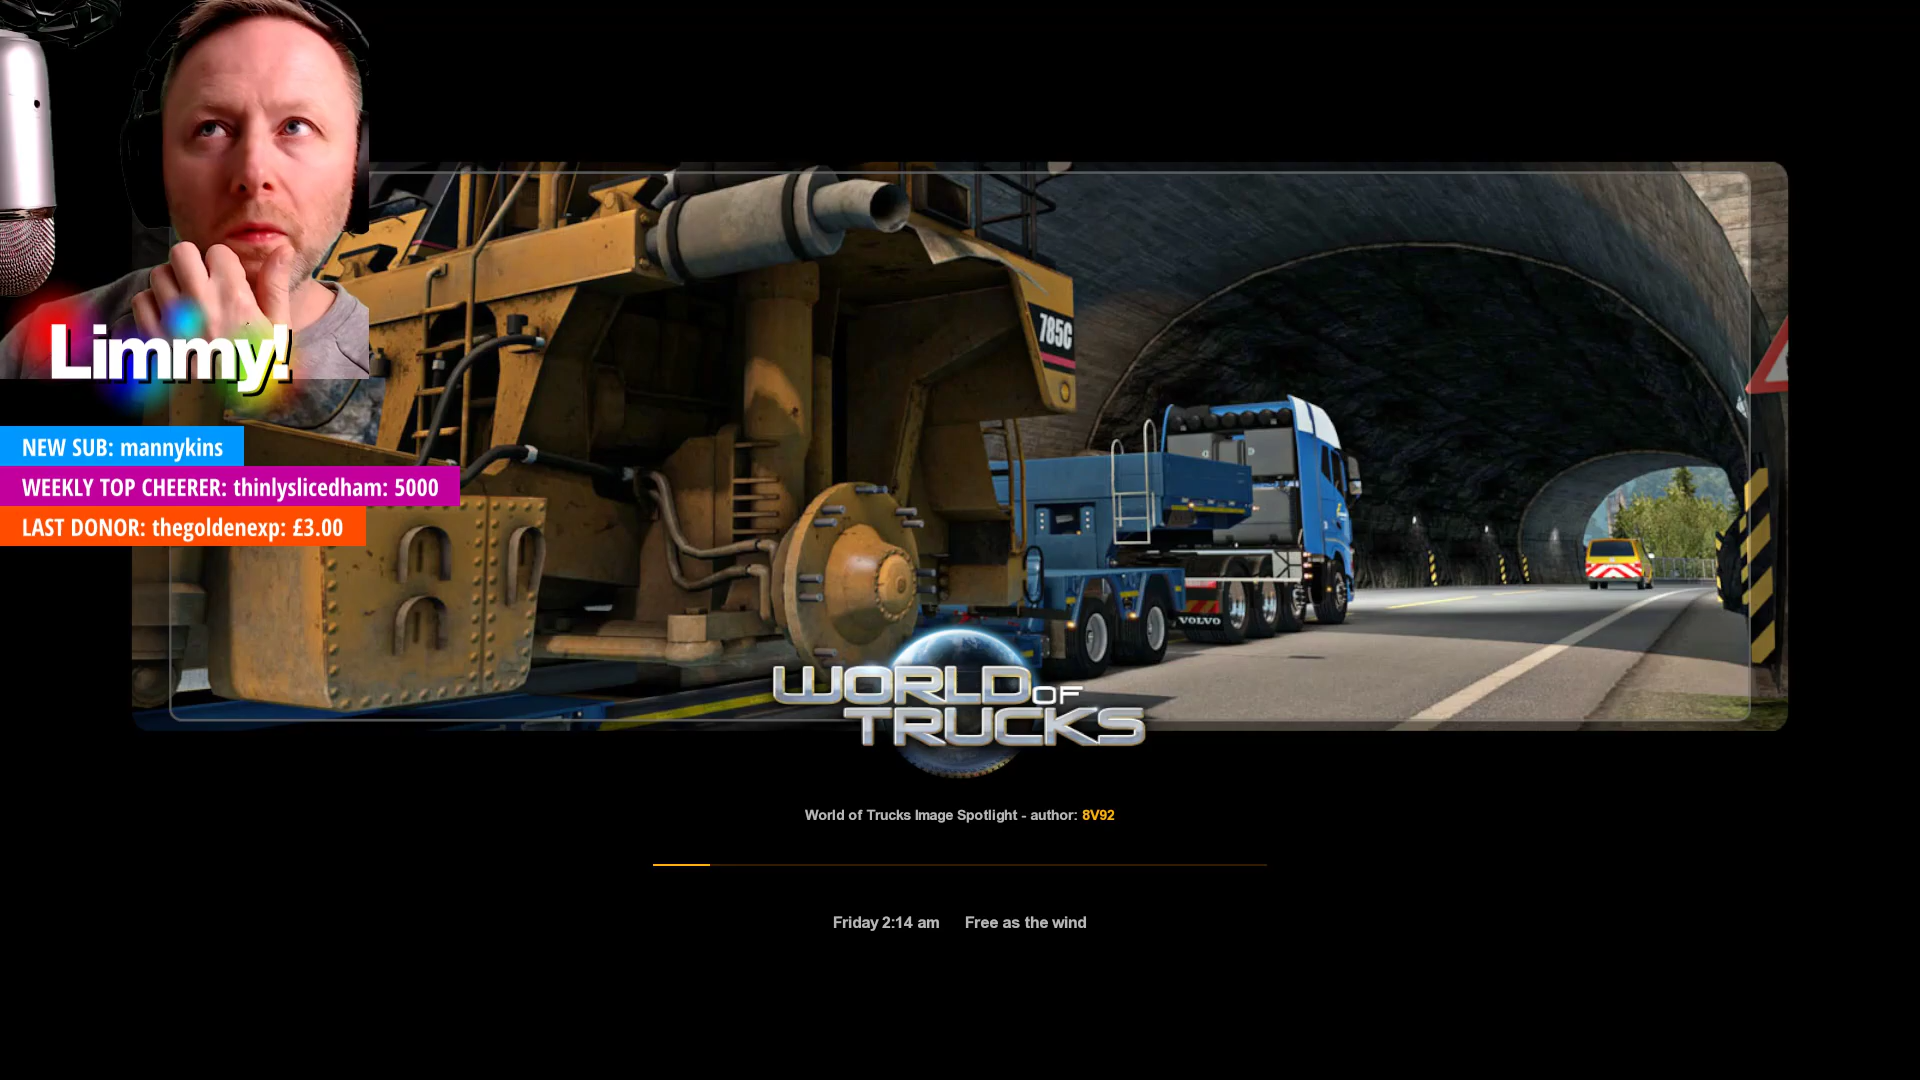 Limmy!
NEW SUB: mannykins
WEEKLY TOP CHEERER: thinlyslicedham: 5000
LAST DONOR: thegoldenexp: £3.00
785C
VOLVO
WORLD OF
TRUCKS
World of Trucks Image Spotlight - author: 8V92
Friday 2:14 am Free as the wind